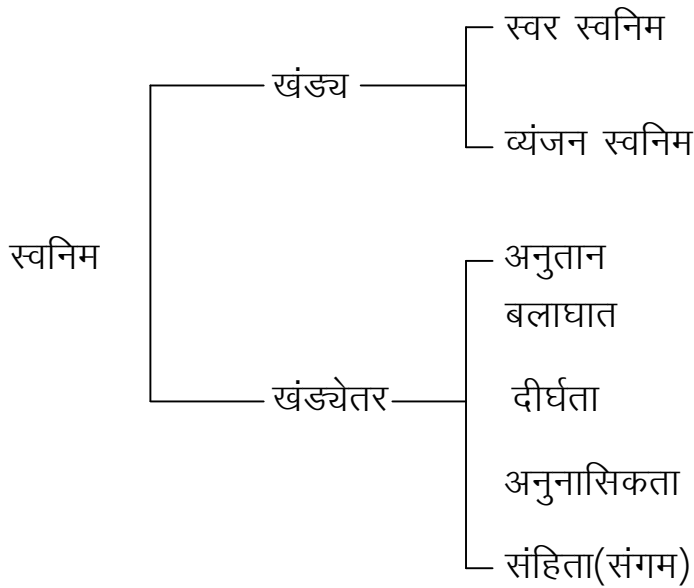 स्वर स्वनिम
खंड्य
व्यंजन स्वनिम
स्वनिम
अनुतान
बलाघात
खंड्येतर
दीर्घता
अनुनासिकता
संहिता(संगम)